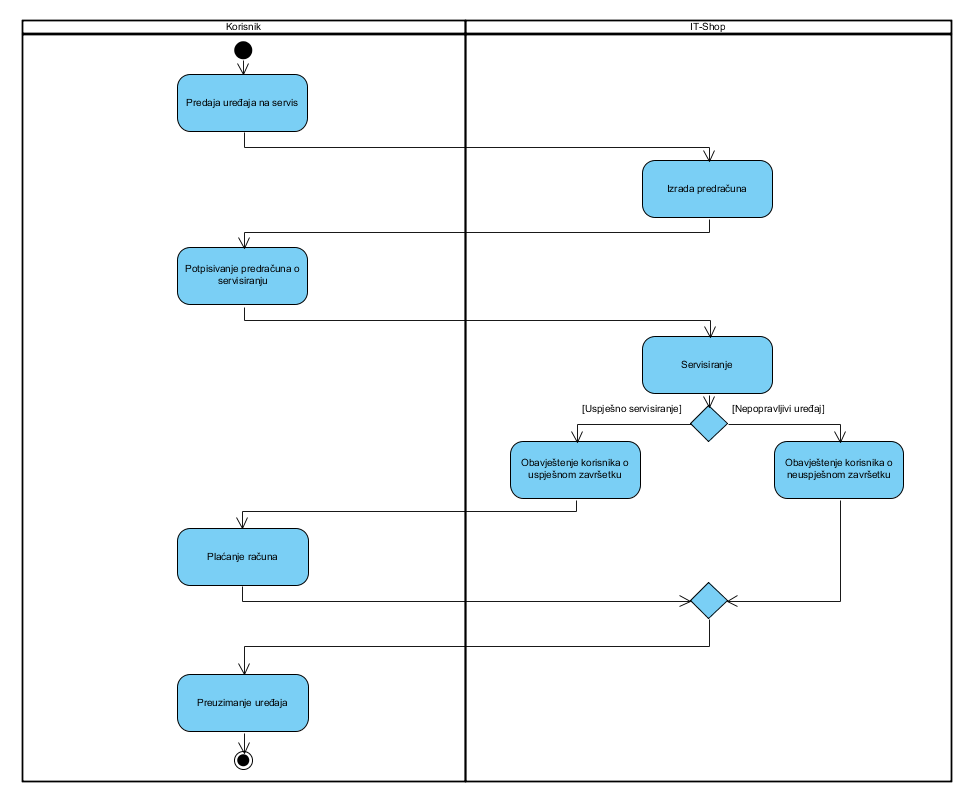 Korisnik
IT-Shop
Predaja uređaja na servis
Izrada predračuna
Potpisivanje predračuna o
servisiranju
Servisiranje
[Uspješno servisiranje]
[Nepopravljivi uređaj]
Obavještenje korisnika o
uspješnom završetku
Obavještenje korisnika o
neuspješnom završetku
Plaćanje računa
Preuzimanje uređaja